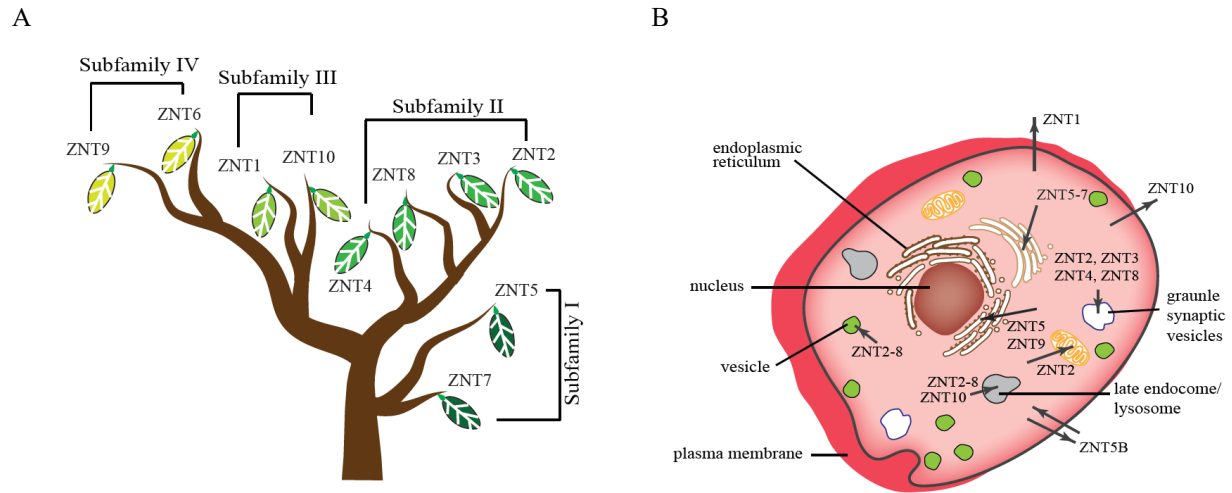 A
Subfamily IV
Subfamily III
Subfamily II
ZNT6
ZNT9
ZNT1
ZNT10
ZNT8
ZNT3
ZNT2
ZNT4
ZNT5
ZNT7
Subfamily I
B
ZNT1
endoplasmic
reticulum
ZNT5-7
ZNT10
ZNT2, ZNT3
ZNT4, ZNT8
nucleus
graunle
synaptic
vesicles
ZNT5
ZNT9
ZNT2-8
vesicle
ZNT2
ZNT2-8
ZNT10
late endocome/
lysosome
ZNT5B
plasma membrane